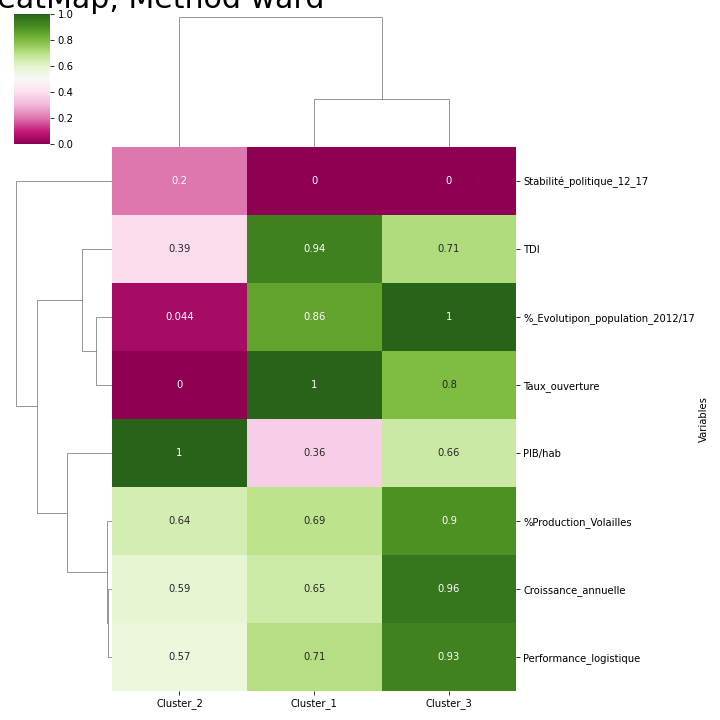 eatMap, Method ward
1.0
0.8
0.6
0.4
0.2
0.0
0.2 0 0 Stabilité_politique_12_17
0.39 0.94 0.71 TDI
0.044 0.86 1 %_Evolutipon_population_2012/17
0 1 0.8 Taux_ouverture
1 0.36 0.66 PIB/hab
0.64 0.69 0.9 %Production_Volailles
0.59 0.65 0.96 Croissance_annuelle
0.57 0.71 0.93 Performance_logistique
Variables
Cluster_2 Cluster_1 Cluster_3